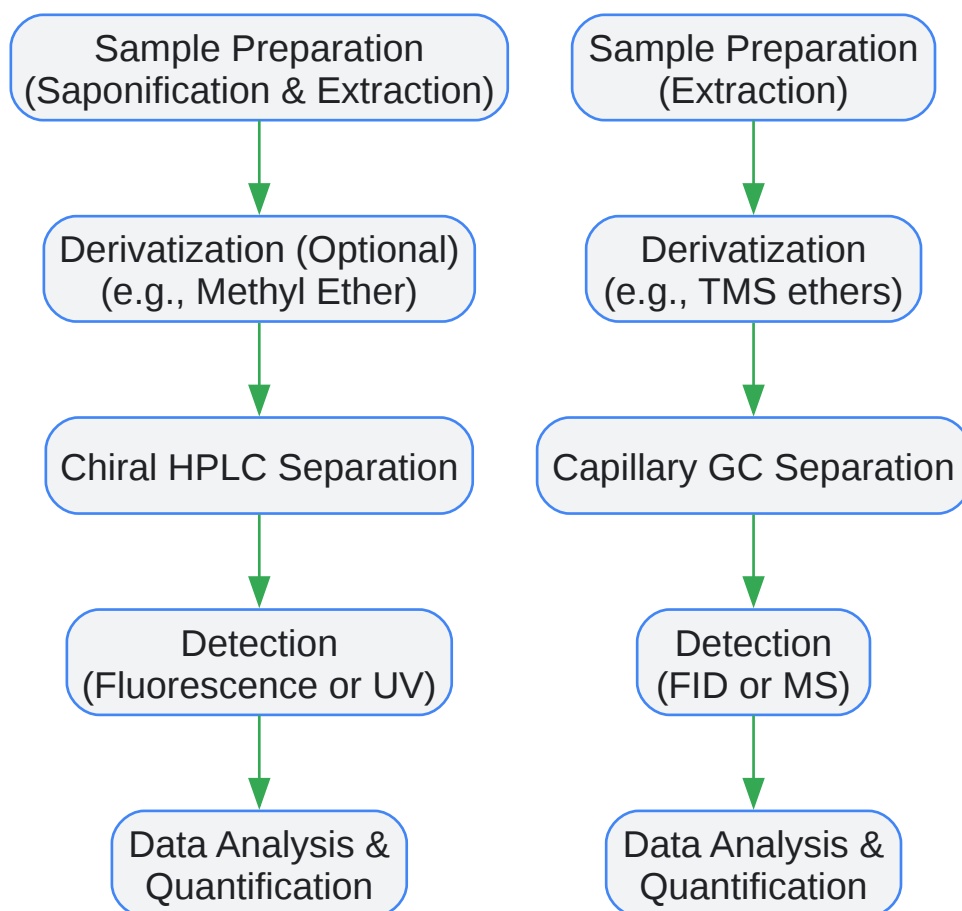 Sample Preparation
(Saponification & Extraction)
Derivatization (Optional)
(e.g., Methyl Ether)
Chiral HPLC Separation
Detection
(Fluorescence or UV)
Data Analysis &
Quantification
Sample Preparation
(Extraction)
Derivatization
(e.g., TMS ethers)
Capillary GC Separation
Detection
(FID or MS)
Data Analysis &
Quantification